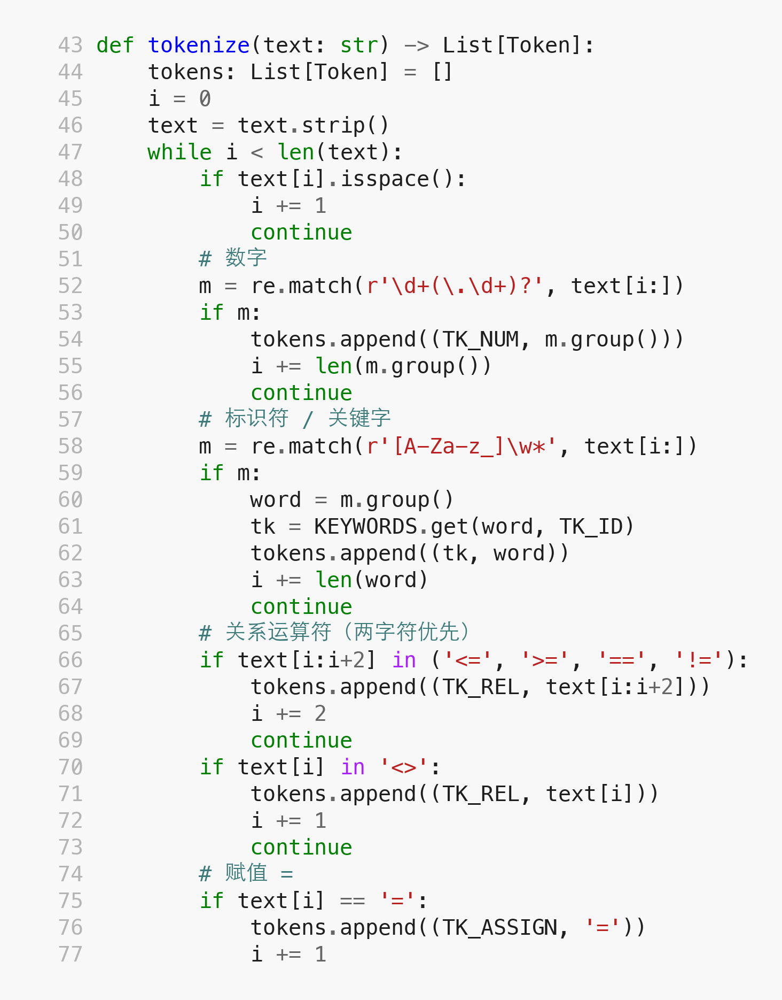 43 def tokenize(text: str) -> List[Token]:
44     tokens: List[Token] = []
45     i = 0
46     text = text.strip()
47     while i < len(text):
48         if text[i].isspace():
49             i += 1
50             continue
51         # 数字
52         m = re.match(r'\d+(\.\d+)?', text[i:])
53         if m:
54             tokens.append((TK_NUM, m.group()))
55             i += len(m.group())
56             continue
57         # 标识符 / 关键字
58         m = re.match(r'[A-Za-z_]\w*', text[i:])
59         if m:
60             word = m.group()
61             tk = KEYWORDS.get(word, TK_ID)
62             tokens.append((tk, word))
63             i += len(word)
64             continue
65         # 关系运算符（两字符优先）
66         if text[i:i+2] in ('<=', '>=', '==', '!='):
67             tokens.append((TK_REL, text[i:i+2]))
68             i += 2
69             continue
70         if text[i] in '<>':
71             tokens.append((TK_REL, text[i]))
72             i += 1
73             continue
74         # 赋值 =
75         if text[i] == '=':
76             tokens.append((TK_ASSIGN, '='))
77             i += 1